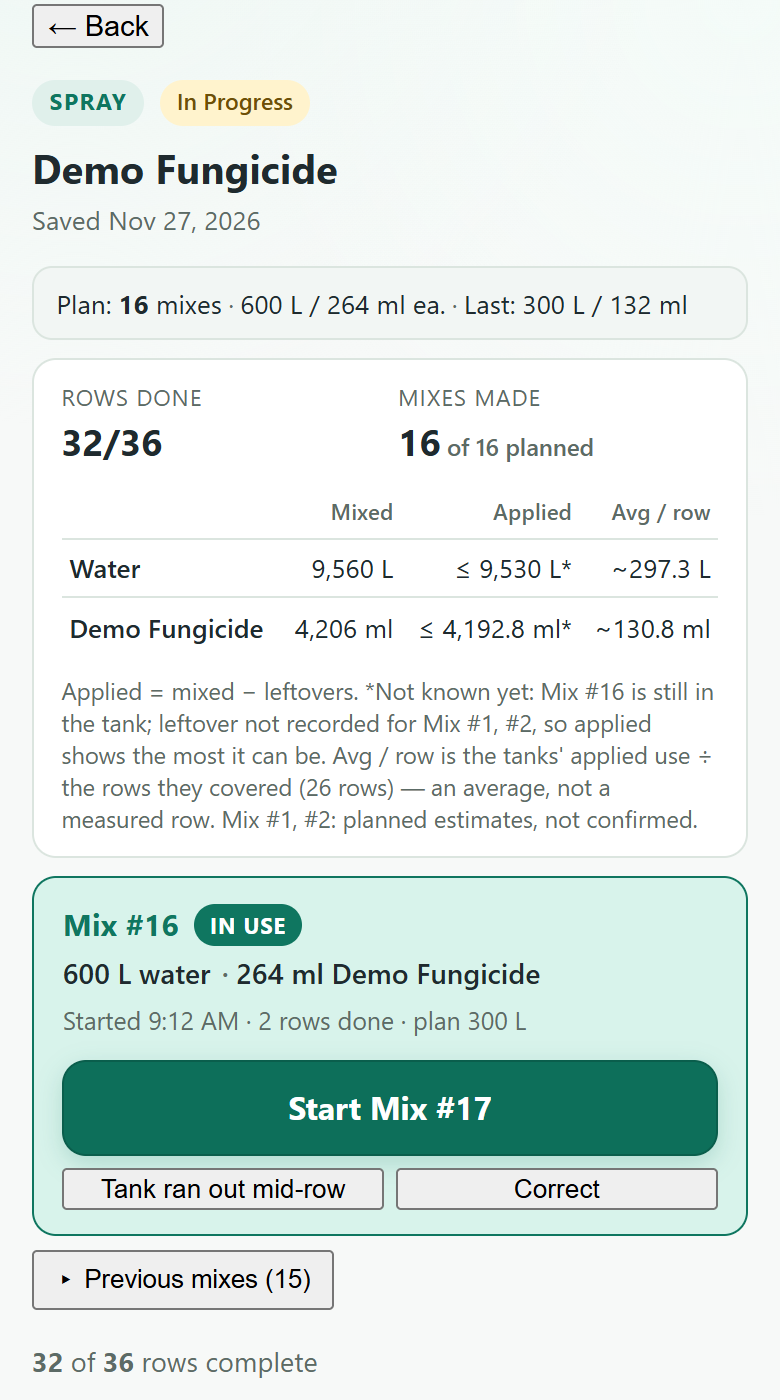 ← Back
SPRAY In Progress
Demo Fungicide
Saved Nov 27, 2026
Plan: 16 mixes · 600 L / 264 ml ea. · Last: 300 L / 132 ml
ROWS DONE MIXES MADE
32/36 16 of 16 planned
Mixed Applied Avg / row
Water 9,560 L ≤ 9,530 L* ~297.3 L
Demo Fungicide 4,206 ml ≤ 4,192.8 ml* ~130.8 ml
Applied = mixed − leftovers. *Not known yet: Mix #16 is still in
the tank; leftover not recorded for Mix #1, #2, so applied
shows the most it can be. Avg / row is the tanks' applied use ÷
the rows they covered (26 rows) — an average, not a
measured row. Mix #1, #2: planned estimates, not confirmed.
Mix #16 IN USE
600 L water · 264 ml Demo Fungicide
Started 9:12 AM · 2 rows done · plan 300 L
Start Mix #17
Tank ran out mid-row Correct
‣ Previous mixes (15)
32 of 36 rows complete